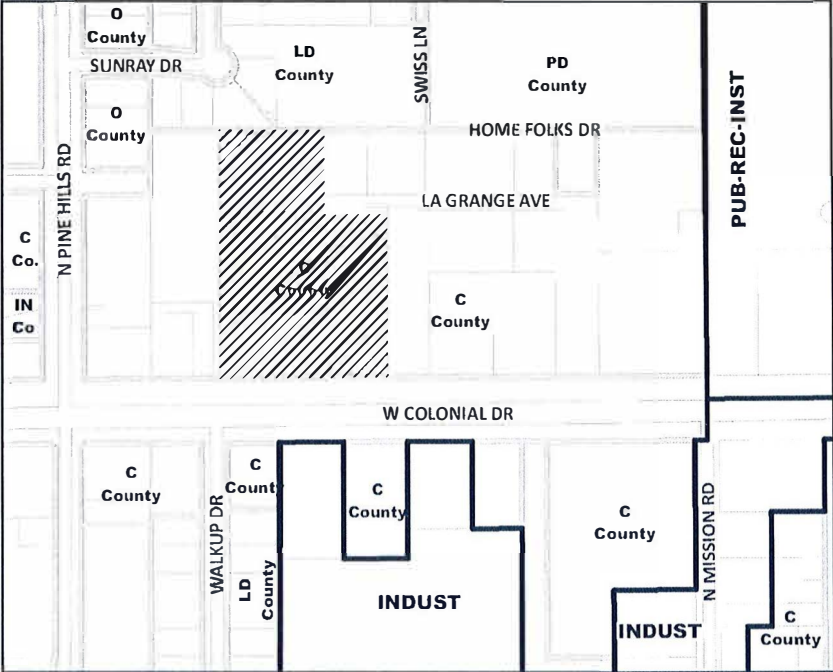 O
County
SUNRAY DR
LD
County
SWISS LN
PD
County
O
County
HOME FOLKS DR
PUB-REC-INST
N PINE HILLS RD
LA GRANGE AVE
C
Co.
IN
Co
C
County
C
County
W COLONIAL DR
C
County
C
County
C
County
C
County
WALKUP DR
LD
County
INDUST
N MISSION RD
INDUST
C
County